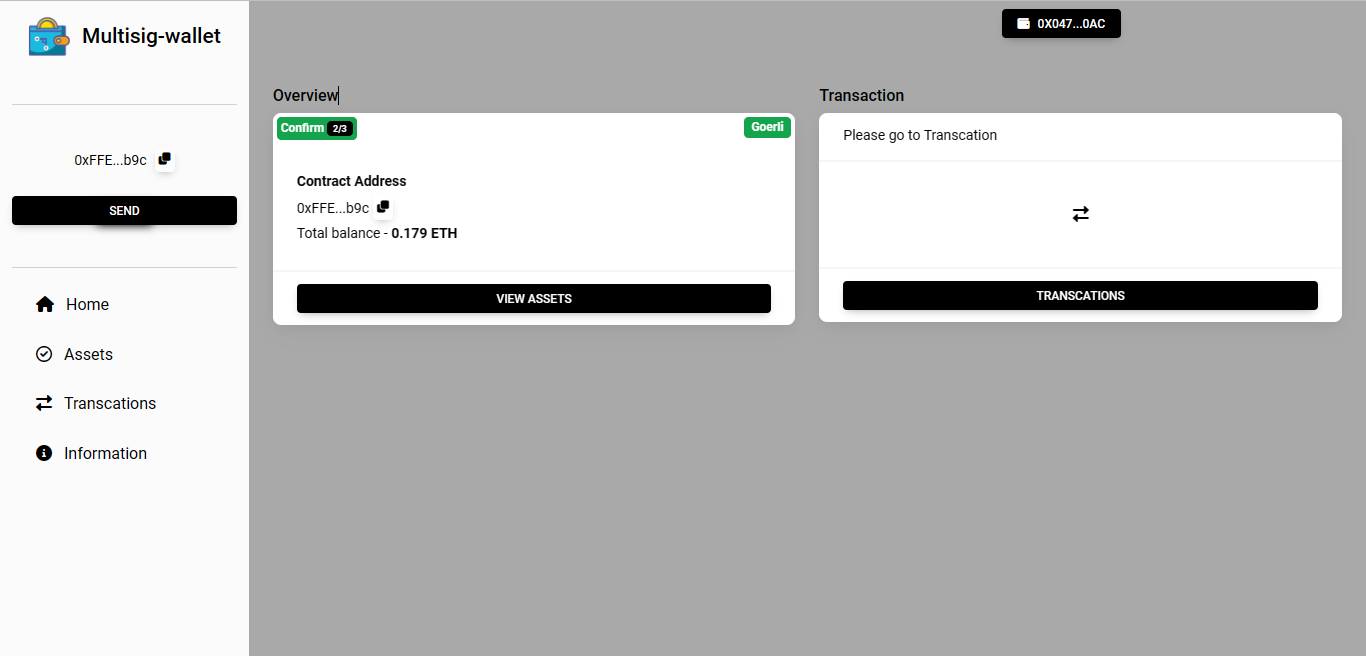 Multisig-wallet
0X047...0AC
0xFFE...b9c
SEND
Home
Assets
Transcations
Information
Overview
Confirm 2/3
Goerli
Contract Address
0xFFE...b9c
Total balance - 0.179 ETH
VIEW ASSETS
Transaction
Please go to Transcation
TRANSCATIONS